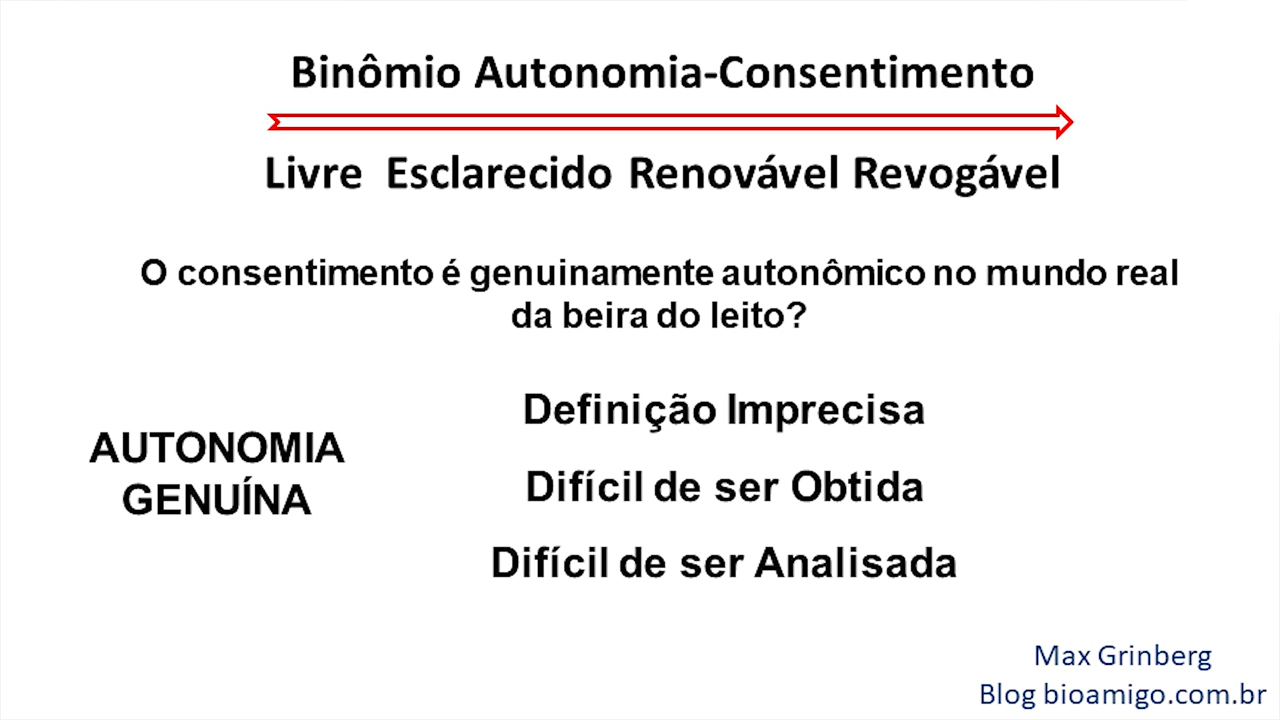 Binômio Autonomia-Consentimento
Livre Esclarecido Renovável Revogável
O consentimento é genuinamente autonômico no mundo real
da beira do leito?
AUTONOMIA
GENUÍNA
Definição Imprecisa
Difícil de ser Obtida
Difícil de ser Analisada
Max Grinberg
Blog bioamigo.com.br